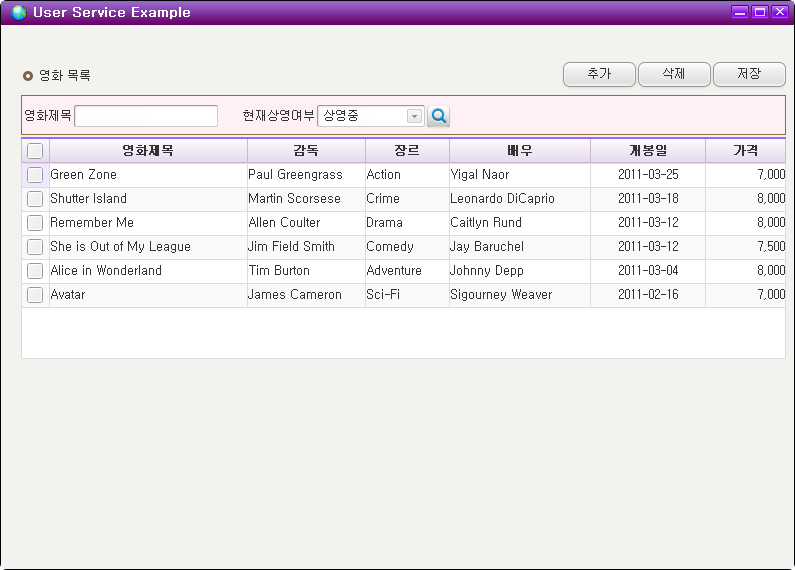 User Service Example
영화 목록 추가 삭제 저장
영화제목 현재상영여부 상영중
영화제목 감독 장르 배우 개봉일 가격
Green Zone Paul Greengrass Action Yigal Naor 2011-03-25 7,000
Shutter Island Martin Scorsese Crime Leonardo DiCaprio 2011-03-18 8,000
Remember Me Allen Coulter Drama Caitlyn Rund 2011-03-12 8,000
She is Out of My League Jim Field Smith Comedy Jay Baruchel 2011-03-12 7,500
Alice in Wonderland Tim Burton Adventure Johnny Depp 2011-03-04 8,000
Avatar James Cameron Sci-Fi Sigourney Weaver 2011-02-16 7,000